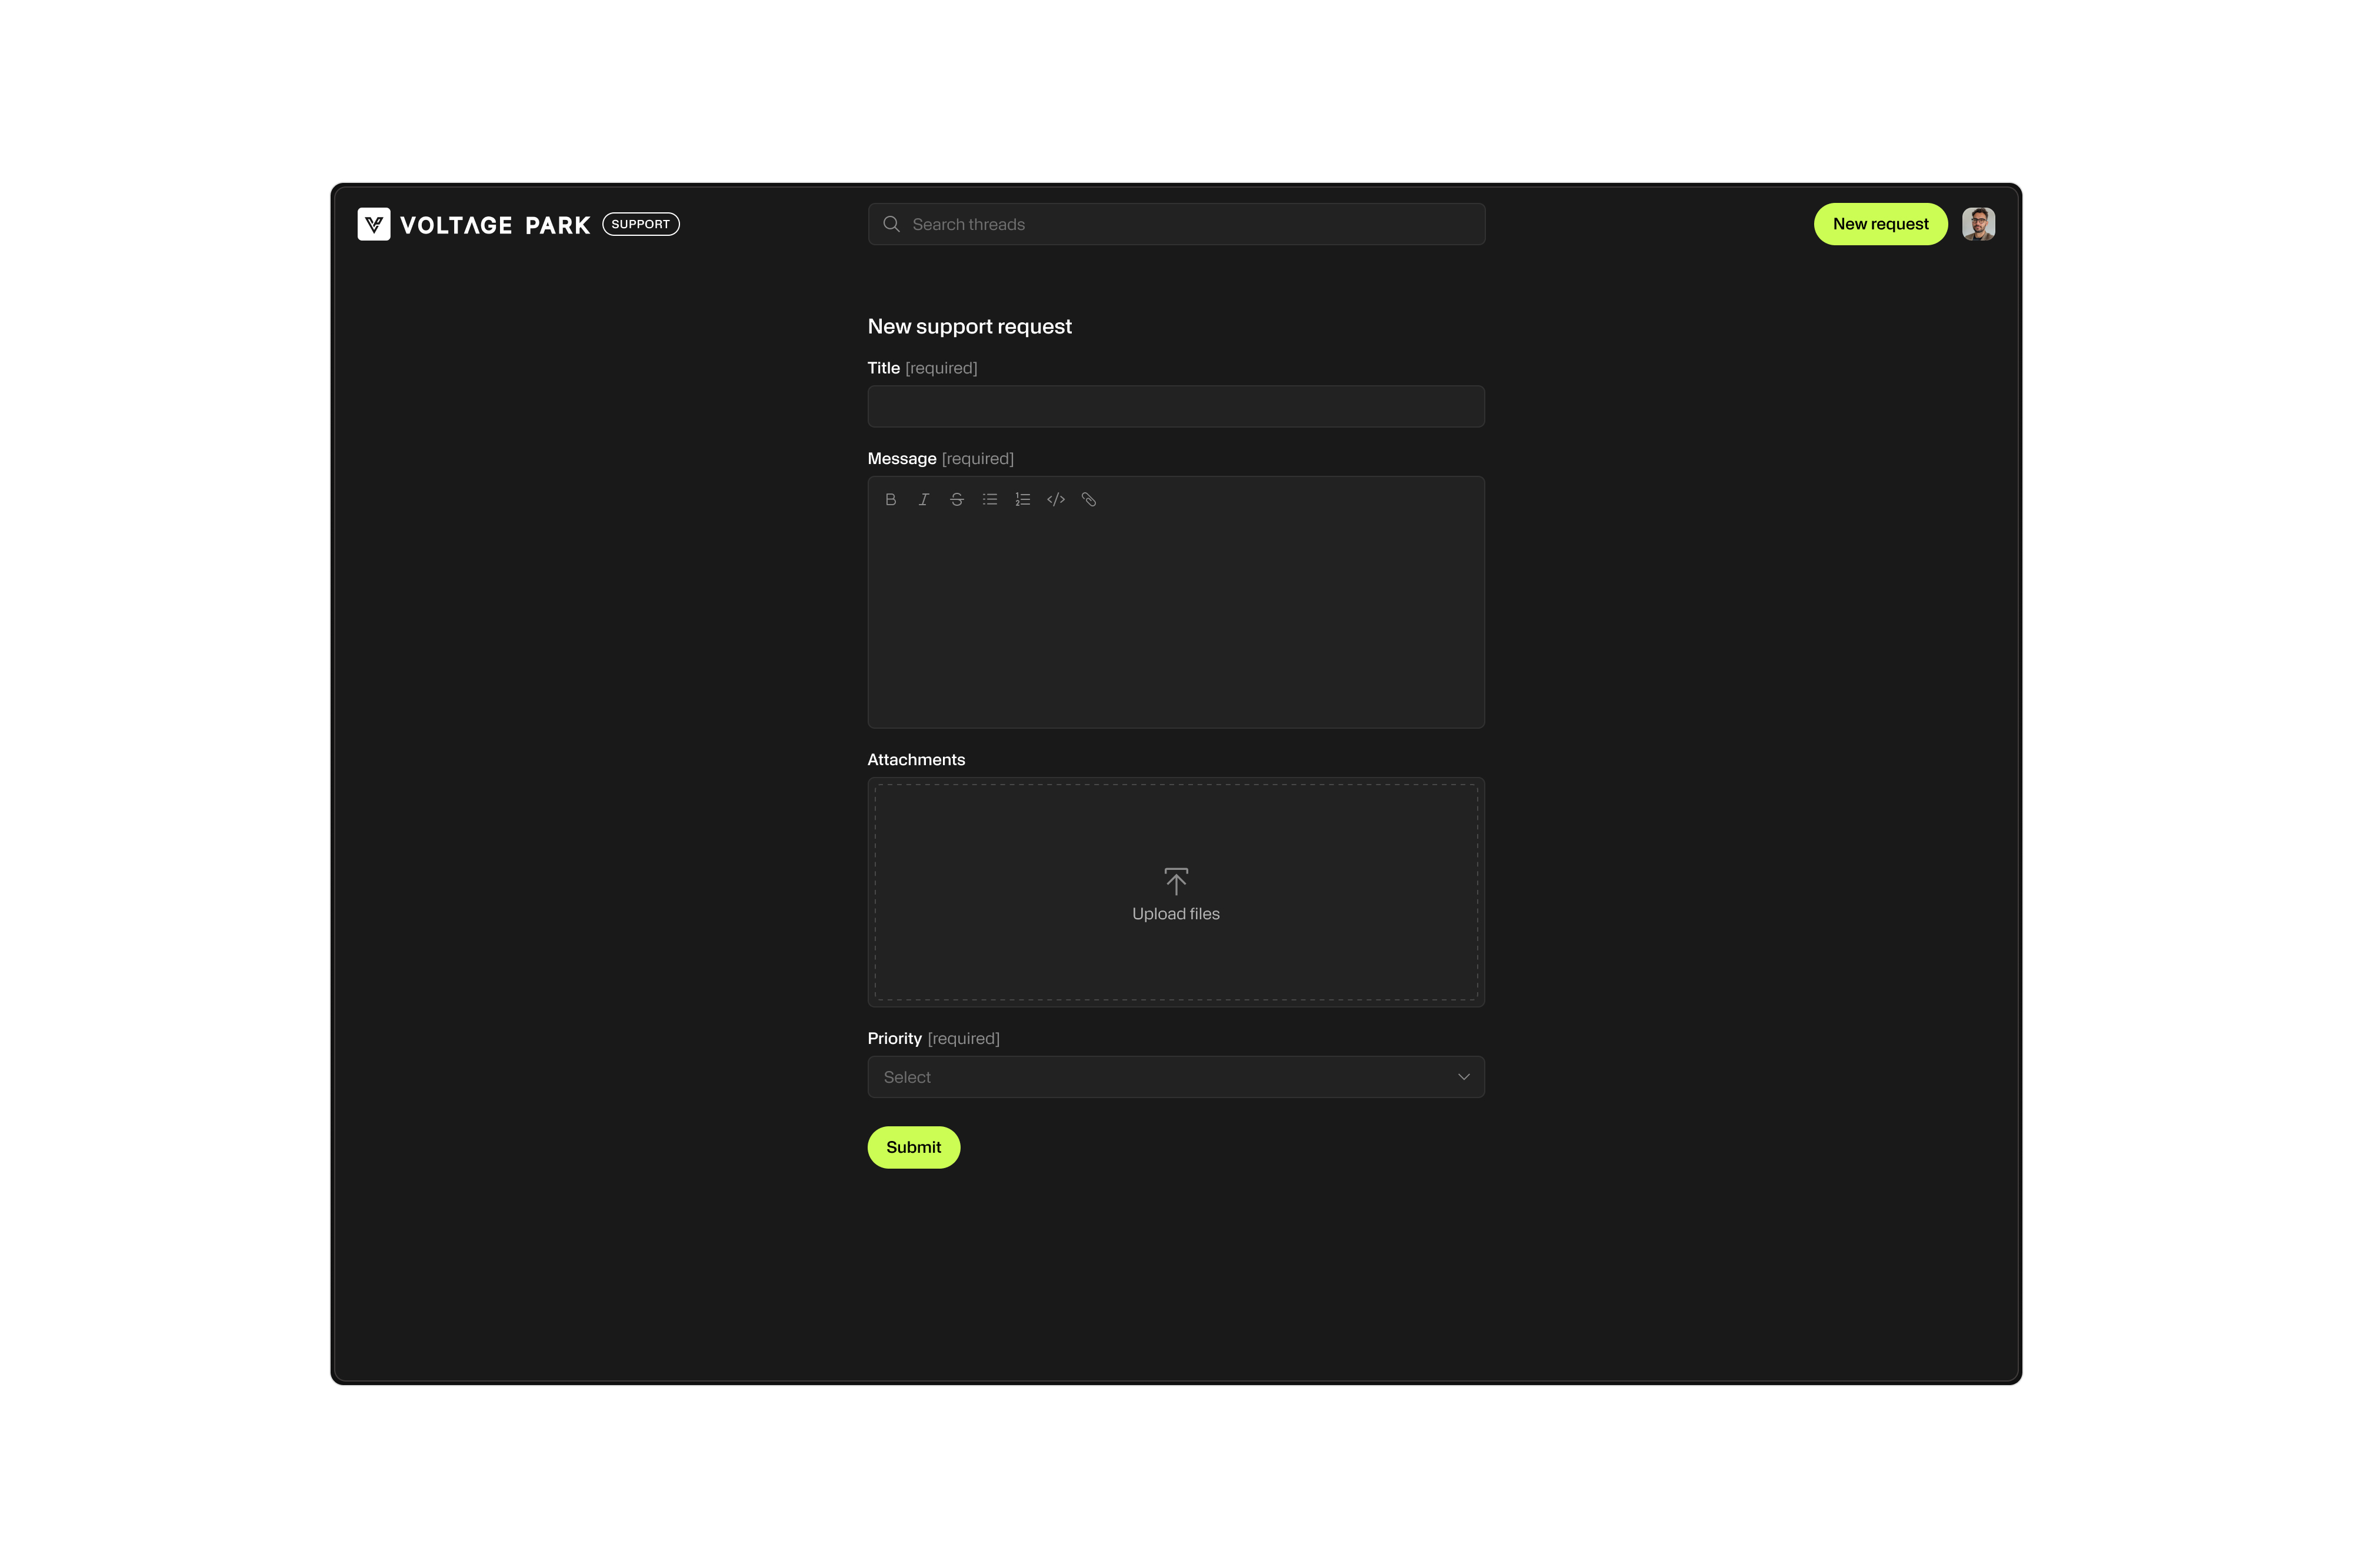 VOLTAGE PARK SUPPORT
Search threads
New request
New support request
Title [required]
Message [required]
Attachments
Upload files
Priority [required]
Select
Submit